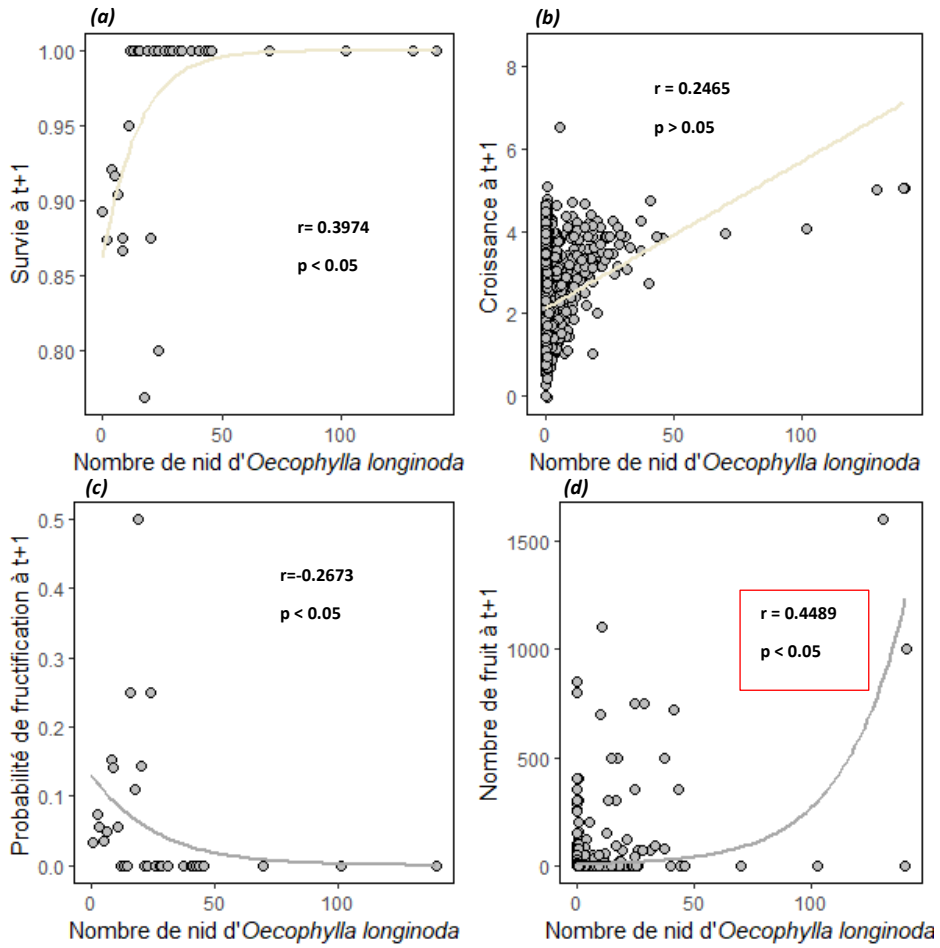 (a)
1.00
0.95
0.90
0.85
0.80
Survie à t+1
r= 0.3974
p < 0.05
0
50
100
Nombre de nid d'Oecophylla longinoda
(b)
8
6
4
2
0
Croissance à t+1
r = 0.2465
p > 0.05
0
50
100
Nombre de nid d'Oecophylla longinoda
(c)
0.5
0.4
0.3
0.2
0.1
0.0
Probabilité de fructification à t+1
r=-0.2673
p < 0.05
0
50
100
Nombre de nid d'Oecophylla longinoda
(d)
1500
1000
500
0
Nombre de fruit à t+1
r = 0.4489
p < 0.05
0
50
100
Nombre de nid d'Oecophylla longinoda